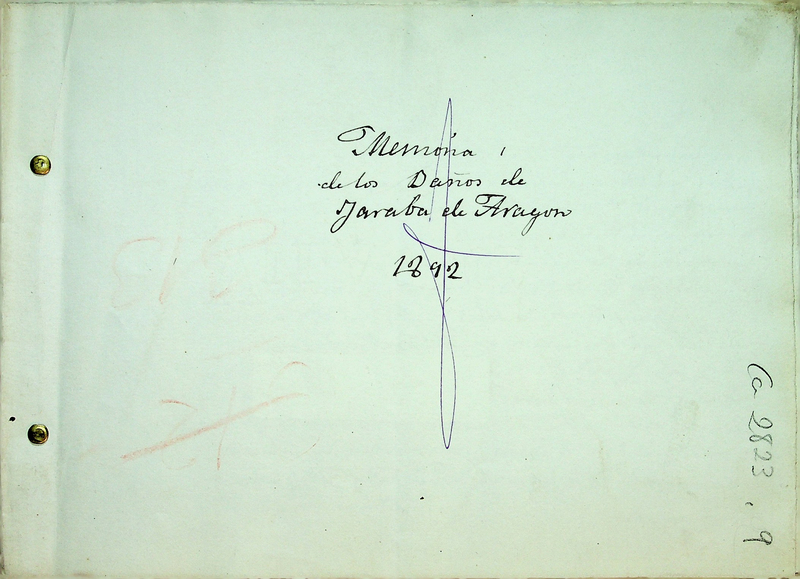 Memoria
de los Baños de
Jaraba de Aragon
1892
Ca 2823, 9